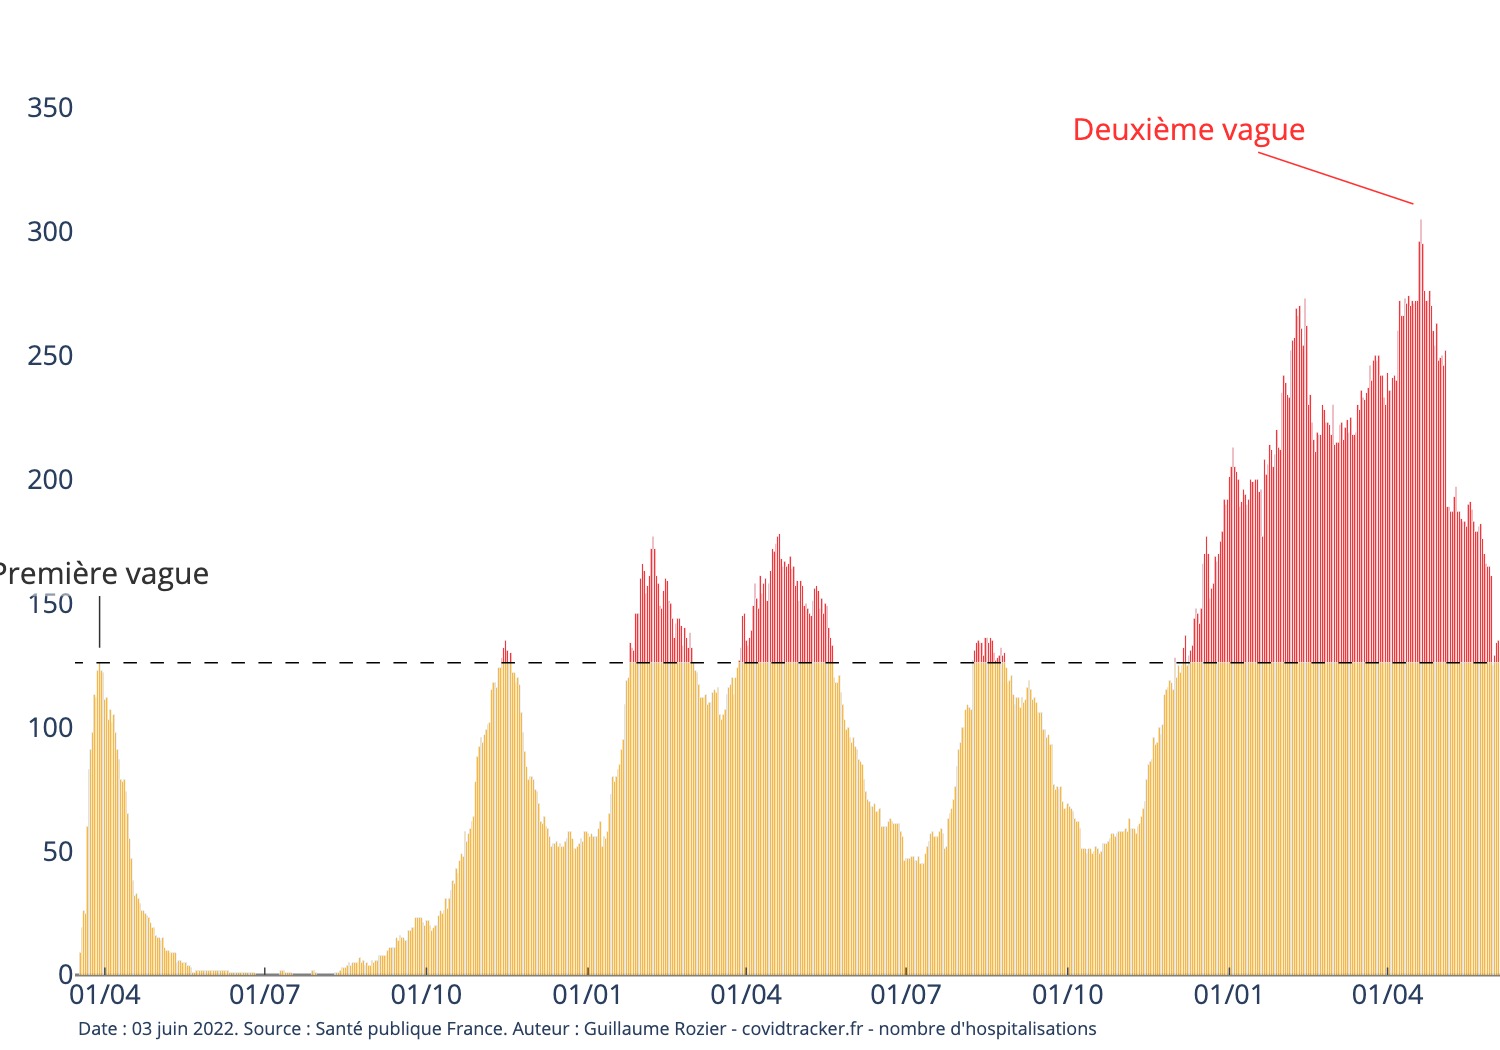 350
Deuxième vague
300
250
200
Première vague
150
100
50
0
01/04 01/07 01/10 01/01 01/04 01/07 01/10 01/01 01/04
Date : 03 juin 2022. Source : Santé publique France. Auteur : Guillaume Rozier - covidtracker.fr - nombre d'hospitalisations